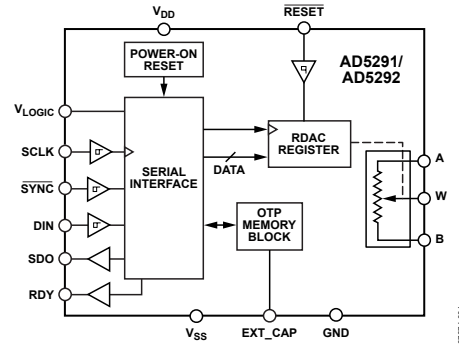 VDD
RESET
POWER-ON
RESET
AD5291/
AD5292
VLOGIC
SCLK
SYNC
DIN
SDO
RDY
SERIAL
INTERFACE
DATA
RDAC
REGISTER
OTP
MEMORY
BLOCK
A
W
B
VSS
EXT_CAP
GND